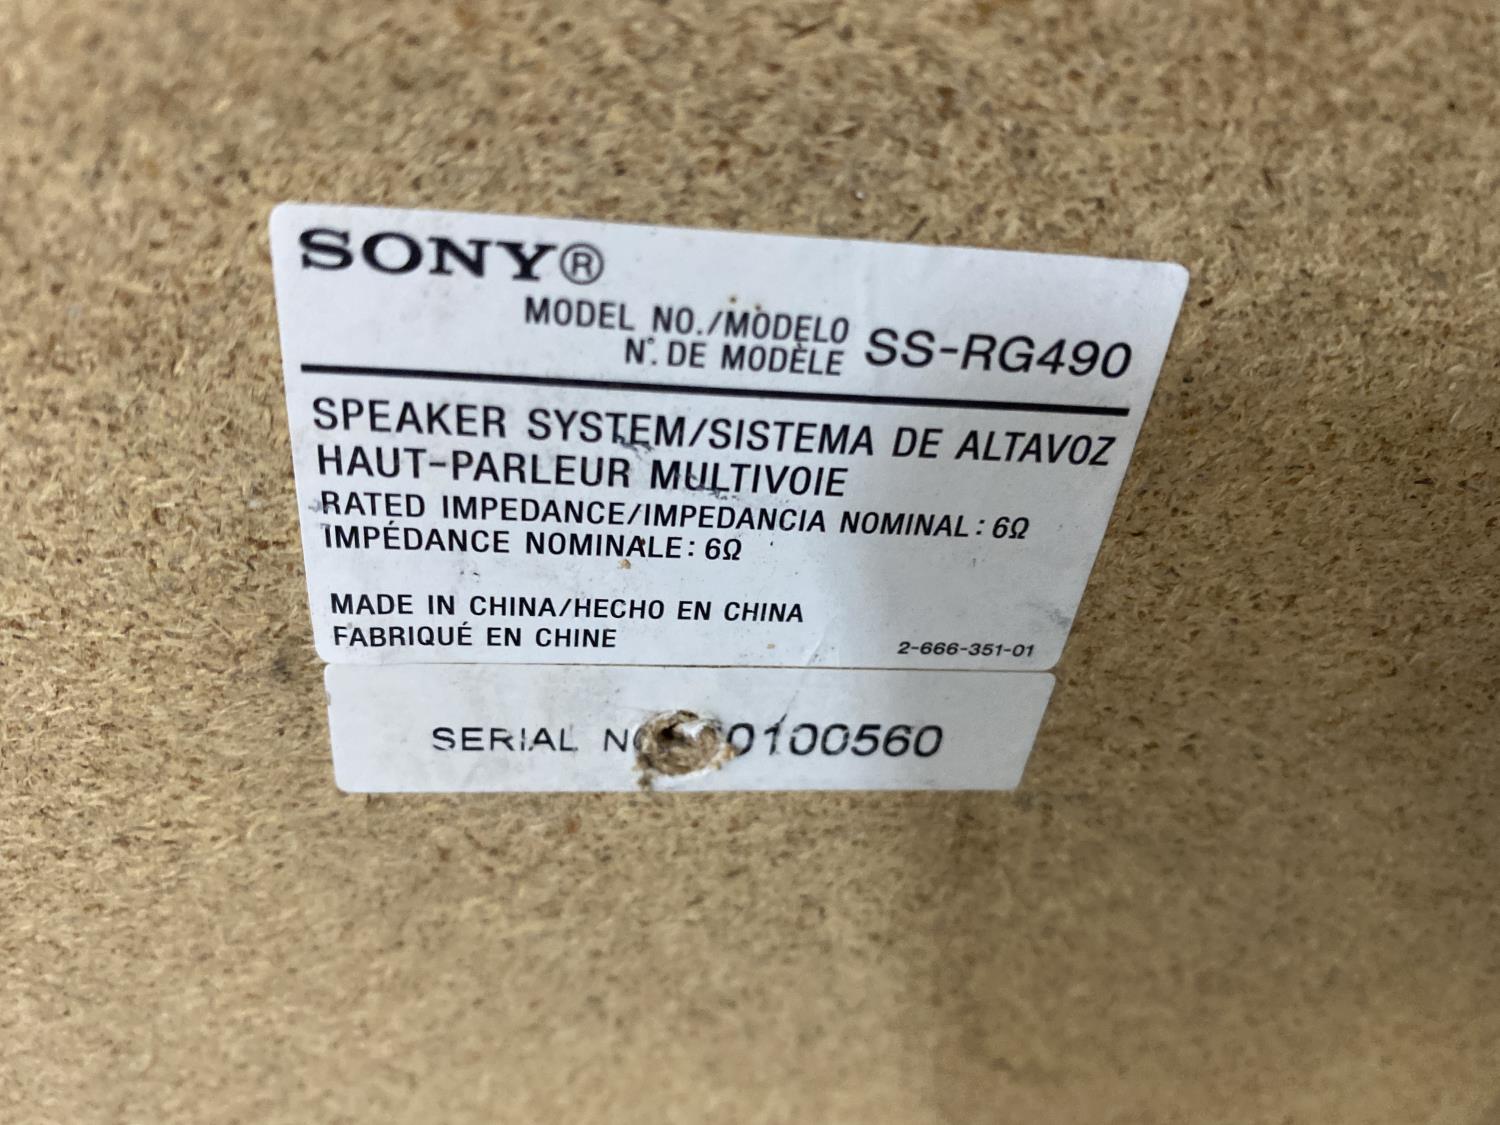 SONY®
MODEL NO./MODELO
N° DE MODÈLE SS-RG490
SPEAKER SYSTEM/SISTEMA DE ALTAVOZ
HAUT-PARLEUR MULTIVOIE
RATED IMPEDANCE/IMPEDANCIA NOMINAL: 6Ω
IMPÉDANCE NOMINALE: 6Ω
MADE IN CHINA/HECHO EN CHINA
FABRIQUÉ EN CHINE
2-666-351-01
SERIAL